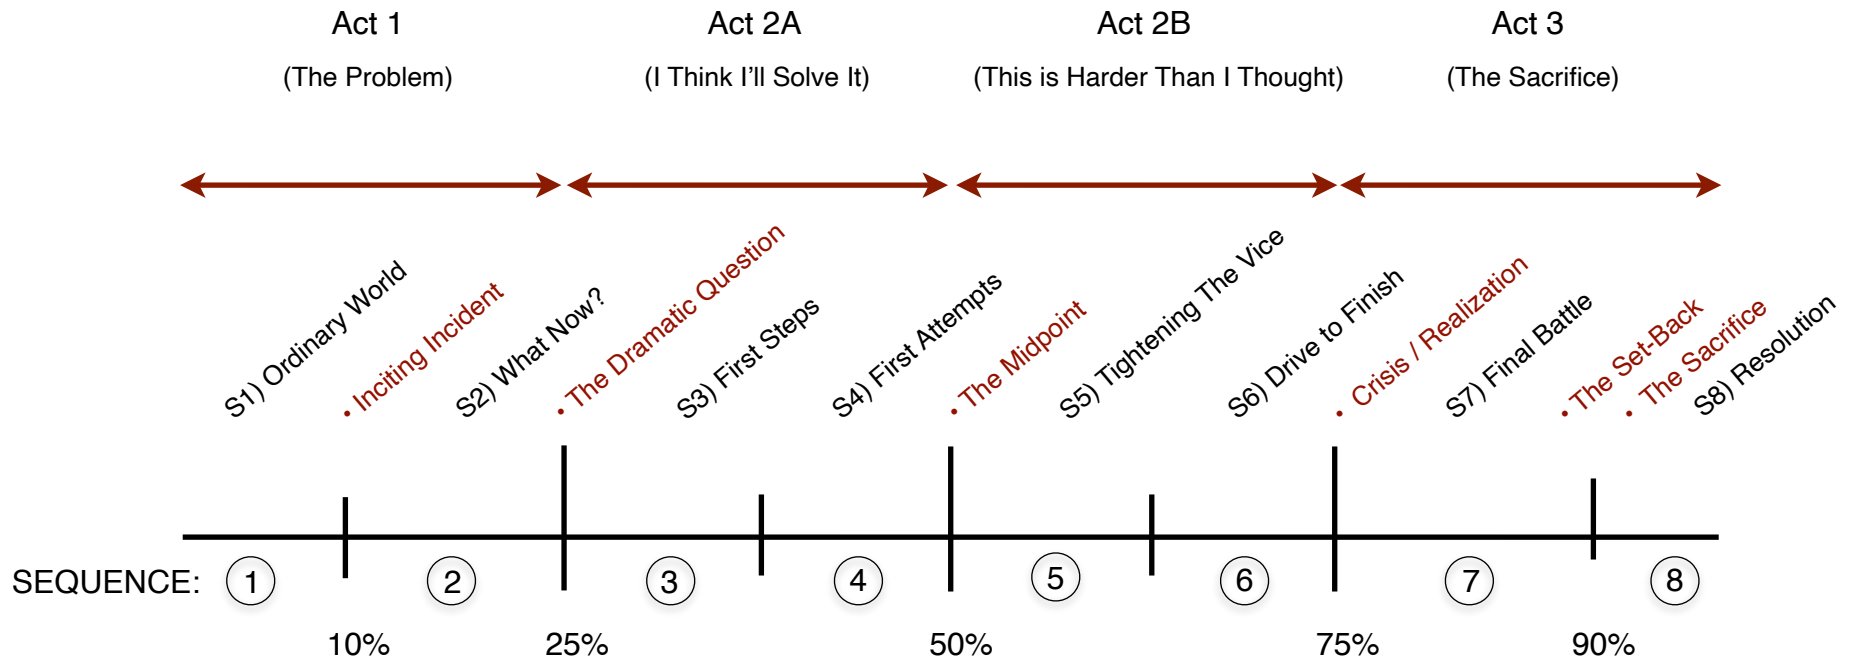 Act 1
Act 2A
Act 2B
Act 3
(The Problem)
(I Think I'll Solve It)
(This is Harder Than I Thought)
(The Sacrifice)
S1) Ordinary World
• Inciting Incident
S2) What Now?
• The Dramatic Question
S3) First Steps
S4) First Attempts
• The Midpoint
S5) Tightening The Vice
S6) Drive to Finish
• Crisis / Realization
S7) Final Battle
• The Set-Back
• The Sacrifice
S8) Resolution
SEQUENCE:
1
2
3
4
5
6
7
8
10%
25%
50%
75%
90%